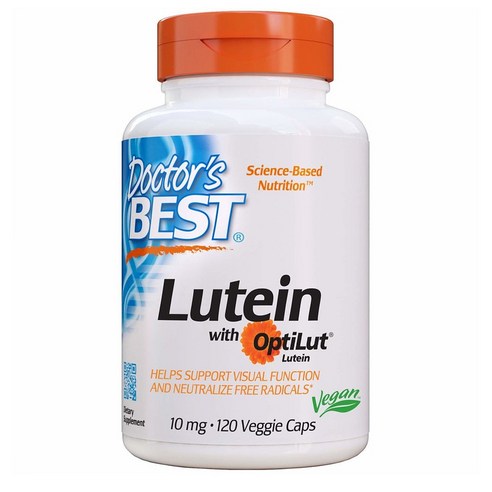 Doctor's
BEST®
Science-Based
Nutrition™
Lutein
with OptiLut®
Lutein
HELPS SUPPORT VISUAL FUNCTION
AND NEUTRALIZE FREE RADICALS*
Vegan
Dietary
Supplement
10 mg • 120 Veggie Caps